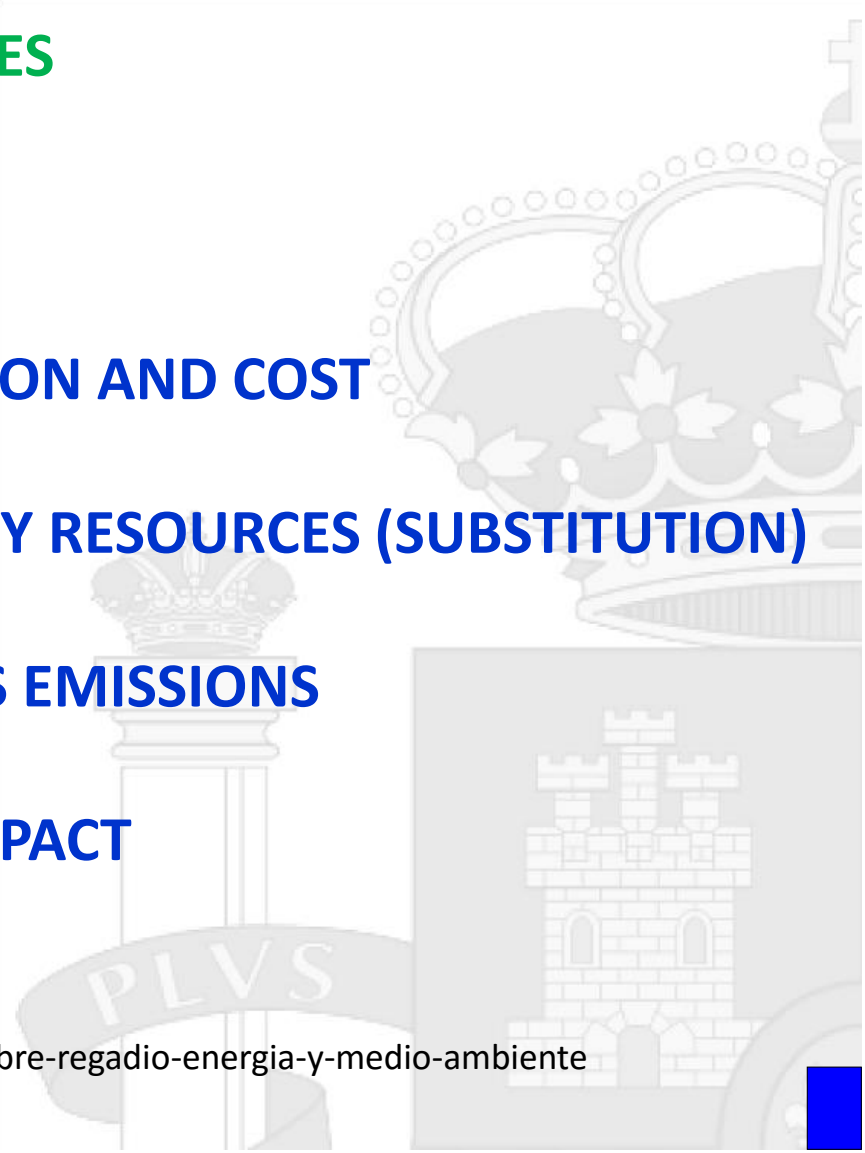 ES
ON AND COST
Y RESOURCES (SUBSTITUTION)
S EMISSIONS
PACT
PLVS
bre-regadio-energia-y-medio-ambiente